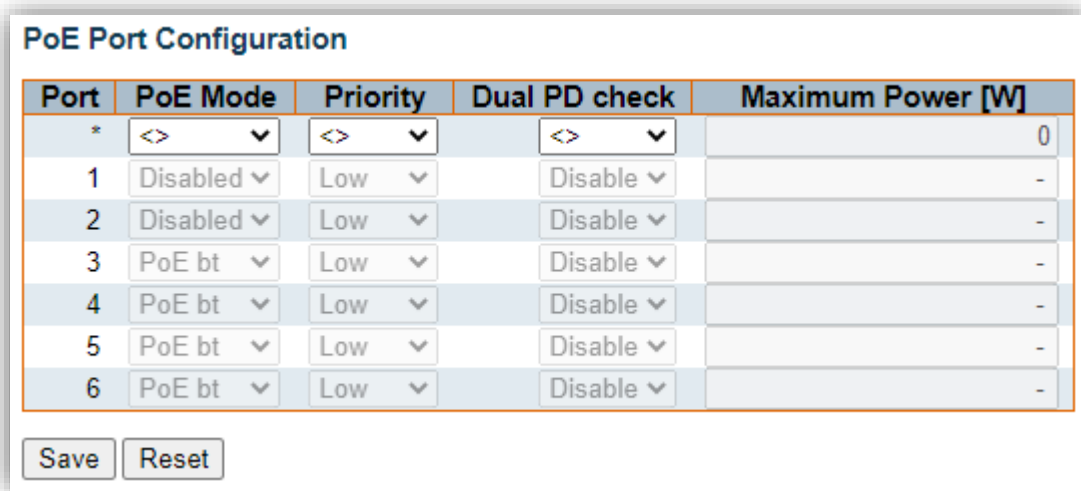 PoE Port Configuration
Port PoE Mode Priority Dual PD check Maximum Power [W]
* <> <> <> 0
1 Disabled Low Disable -
2 Disabled Low Disable -
3 PoE bt Low Disable -
4 PoE bt Low Disable -
5 PoE bt Low Disable -
6 PoE bt Low Disable -
Save Reset